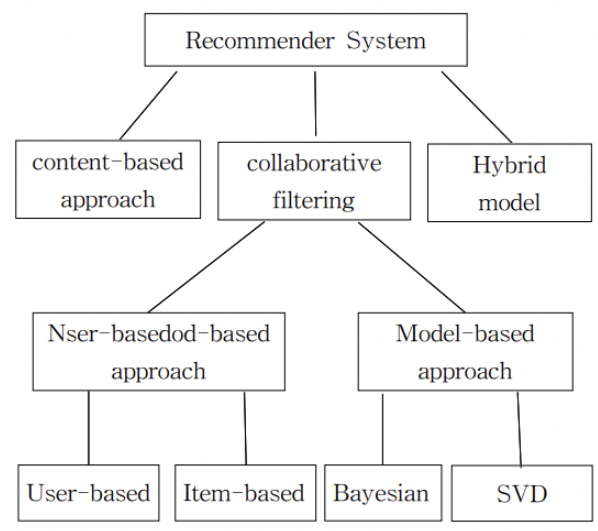 Recommender System
content-based
approach
collaborative
filtering
Hybrid
model
Nser-basedod-based
approach
Model-based
approach
User-based
Item-based
Bayesian
SVD